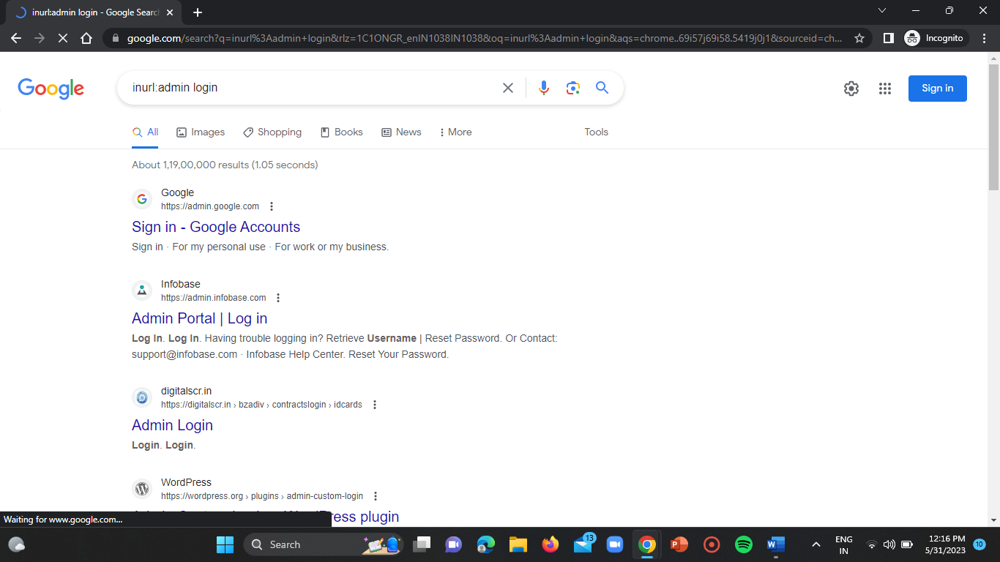 inurl:admin login - Google Search
google.com/search?q=inurl%3Aadmin+login&rlz=1C1ONGR_enIN1038IN1038&oq=inurl%3Aadmin+login&aqs=chrome..69i57j69i58.5419j0j1&sourceid=ch...
Incognito
Google
inurl:admin login
Sign in
All
Images
Shopping
Books
News
More
Tools
About 1,19,00,000 results (1.05 seconds)
Google
https://admin.google.com
Sign in - Google Accounts
Sign in · For my personal use · For work or my business.
Infobase
https://admin.infobase.com
Admin Portal | Log in
Log In. Log In. Having trouble logging in? Retrieve Username | Reset Password. Or Contact:
support@infobase.com · Infobase Help Center. Reset Your Password.
digitalscr.in
https://digitalscr.in › bzadiv › contractslogin › idcards
Admin Login
Login. Login.
WordPress
https://wordpress.org › plugins › admin-custom-login
plugin
Waiting for www.google.com...
Search
13
ENG
IN
12:16 PM
5/31/2023
10